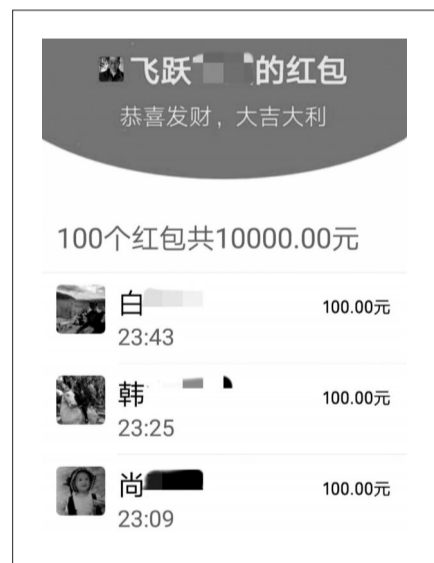 飞跃 的红包
恭喜发财，大吉大利
100个红包共10000.00元
白
100.00元
23:43
韩
100.00元
23:25
尚
100.00元
23:09